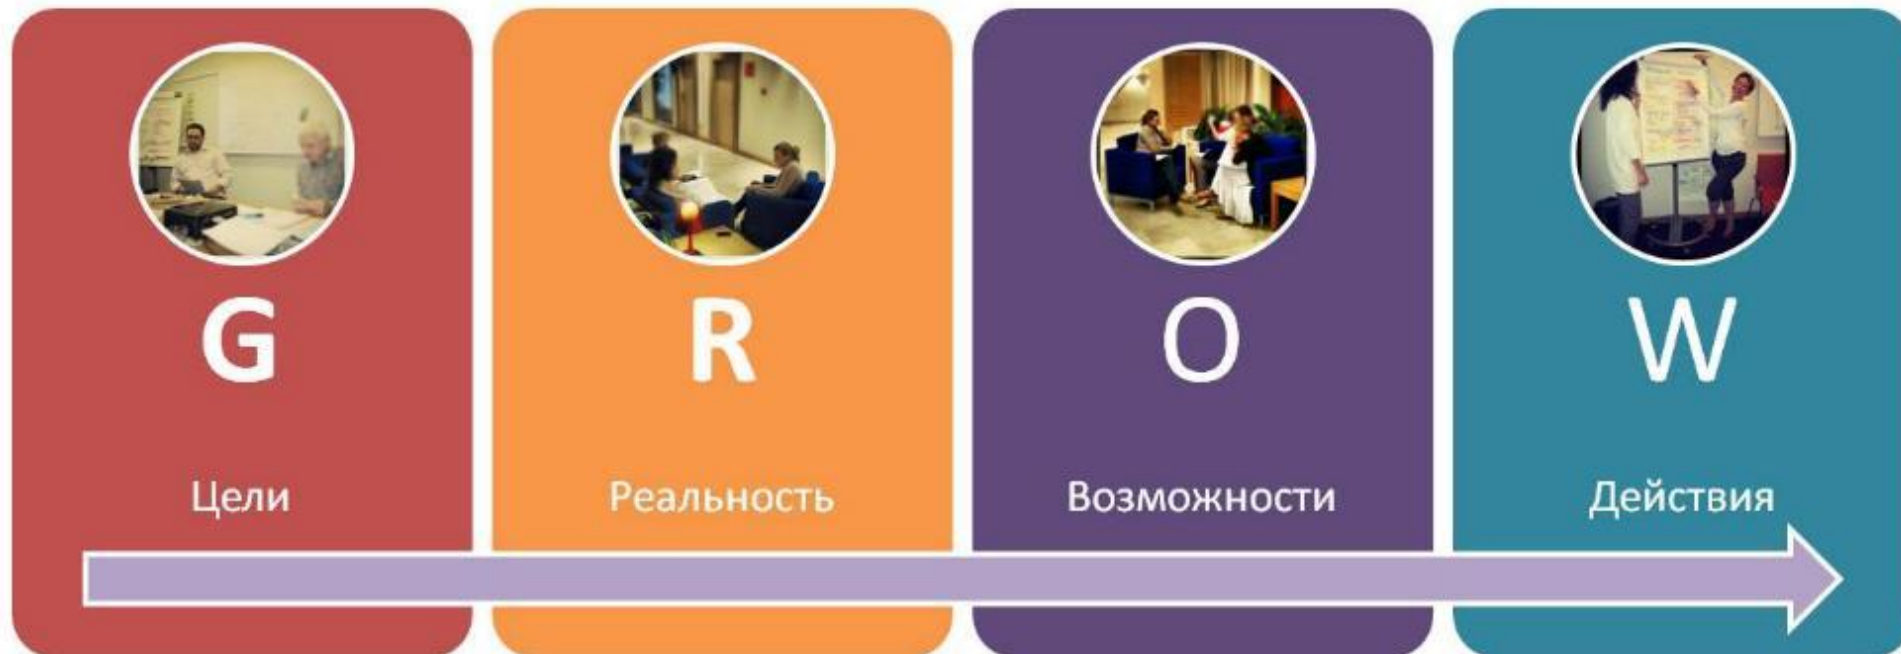 G
R
O
W
Цели
Реальность
Возможности
Действия